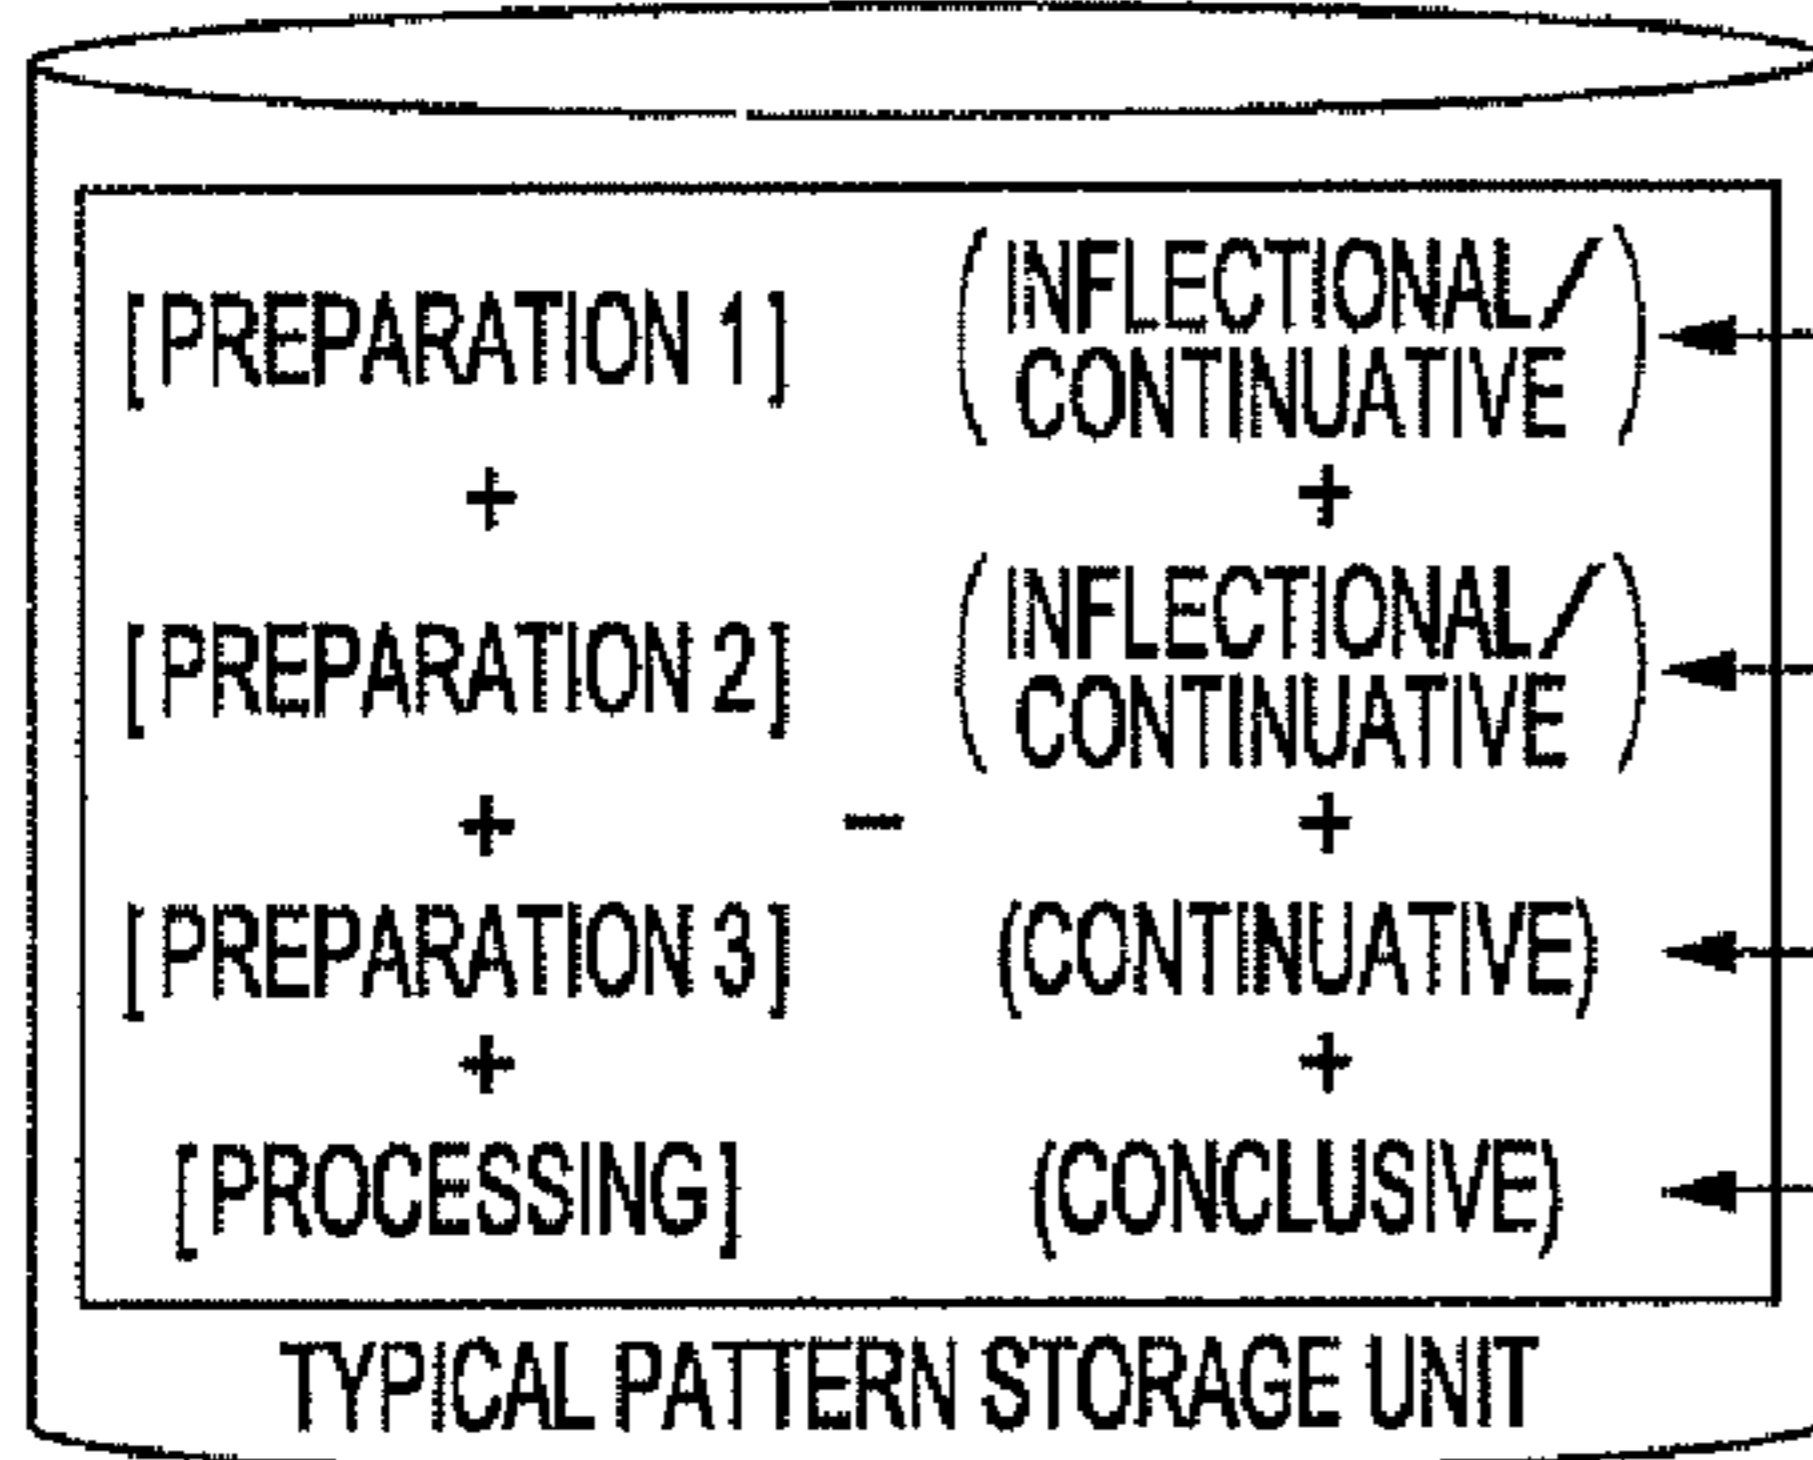 [PREPARATION 1] (INFLECTIONAL/
CONTINUATIVE)
+ +
[PREPARATION 2] (INFLECTIONAL/
CONTINUATIVE)
+ - +
[PREPARATION 3] (CONTINUATIVE)
+ +
[PROCESSING] (CONCLUSIVE)
TYPICAL PATTERN STORAGE UNIT